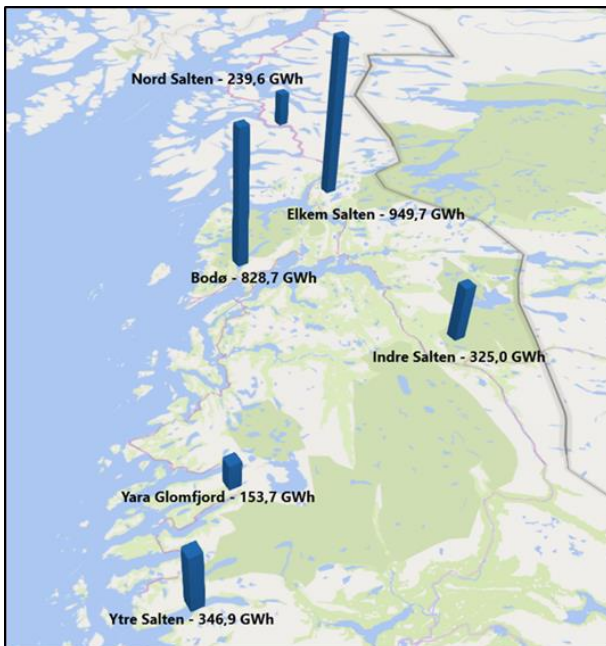 Nord Salten - 239,6 GWh
Elkem Salten - 949,7 GWh
Bodø - 828,7 GWh
Indre Salten - 325,0 GWh
Yara Glomfjord - 153,7 GWh
Ytre Salten - 346,9 GWh